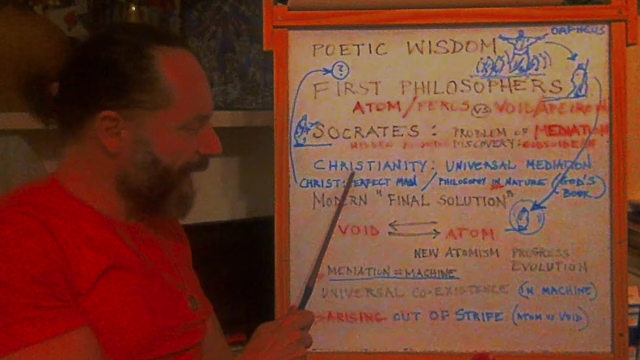 POETIC WISDOM
ORPHEUS
?
FIRST PHILOSOPHERS
ATOM/PERAS VS VOID/APEIRON
SOCRATES: PROBLEM OF MEDIATION
DISCOVERY:
CHRISTIANITY: UNIVERSAL MEDIATION
CHRIST: PERFECT MAN / PHILOSOPHY IN NATURE (GOD'S BOOK)
MODERN "FINAL SOLUTION"
VOID ATOM
NEW ATOMISM PROGRESS
EVOLUTION
MEDIATION = MACHINE
UNIVERSAL CO-EXISTENCE (IN MACHINE)
ARISING OUT OF STRIFE (ATOM VS VOID)